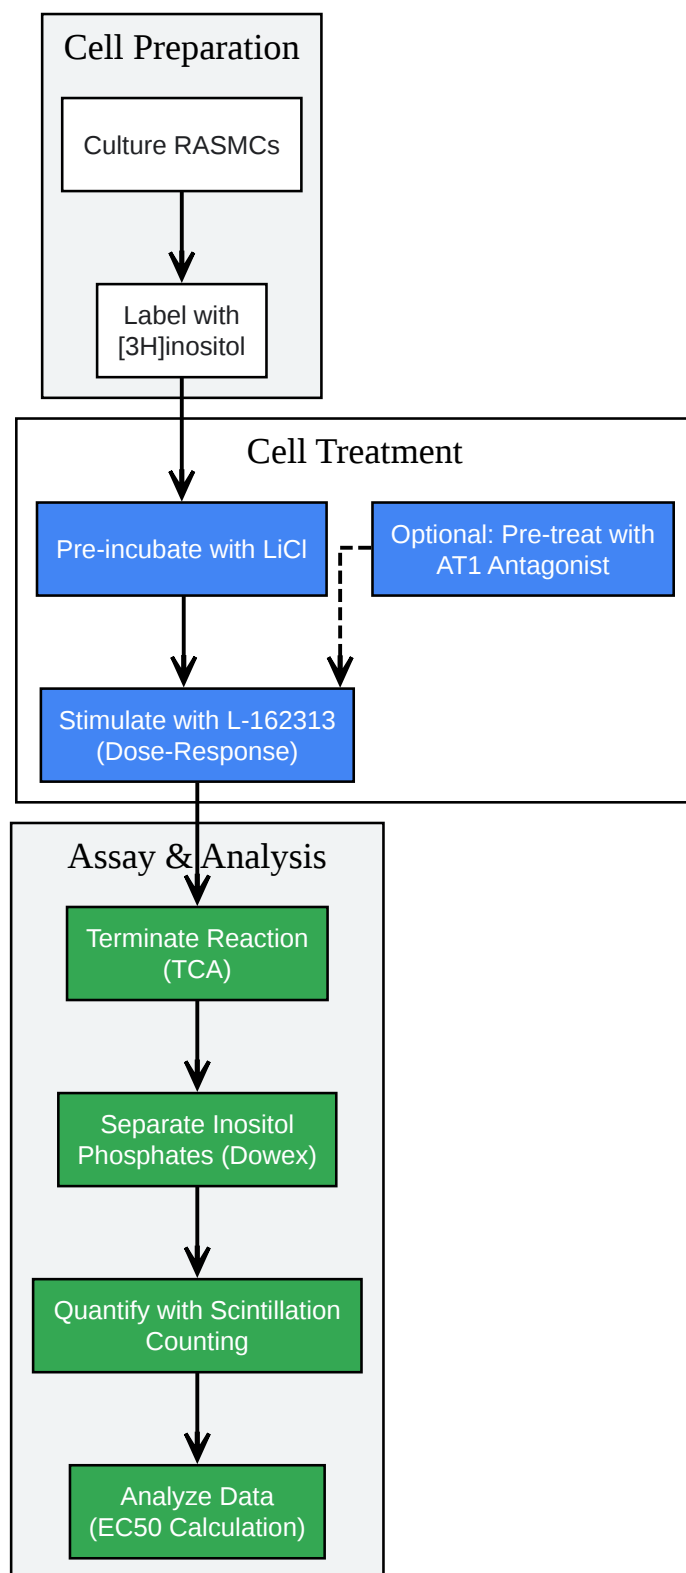 Cell Preparation
Culture RASMCs
Label with
[3H]inositol
Cell Treatment
Pre-incubate with LiCl
Optional: Pre-treat with
AT1 Antagonist
Stimulate with L-162313
(Dose-Response)
Assay & Analysis
Terminate Reaction
(TCA)
Separate Inositol
Phosphates (Dowex)
Quantify with Scintillation
Counting
Analyze Data
(EC50 Calculation)